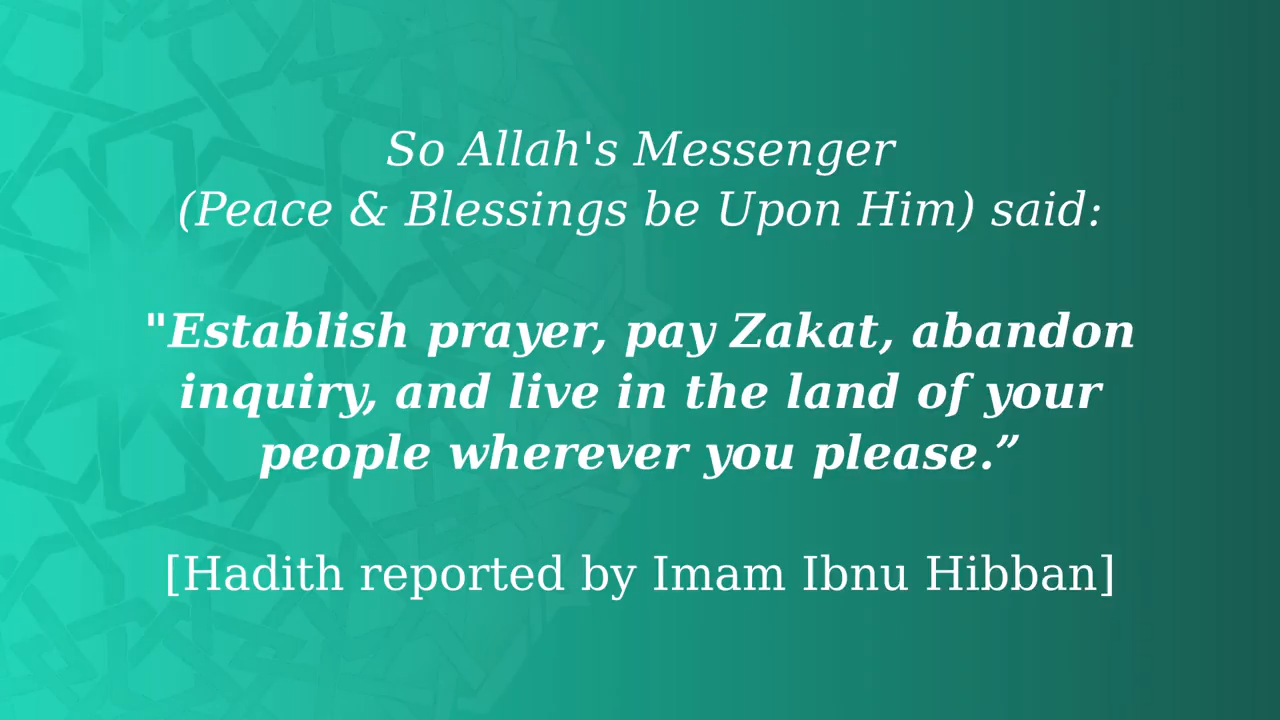 So Allah's Messenger
(Peace & Blessings be Upon Him) said:
"Establish prayer, pay Zakat, abandon
inquiry, and live in the land of your
people wherever you please.”
[Hadith reported by Imam Ibnu Hibban]